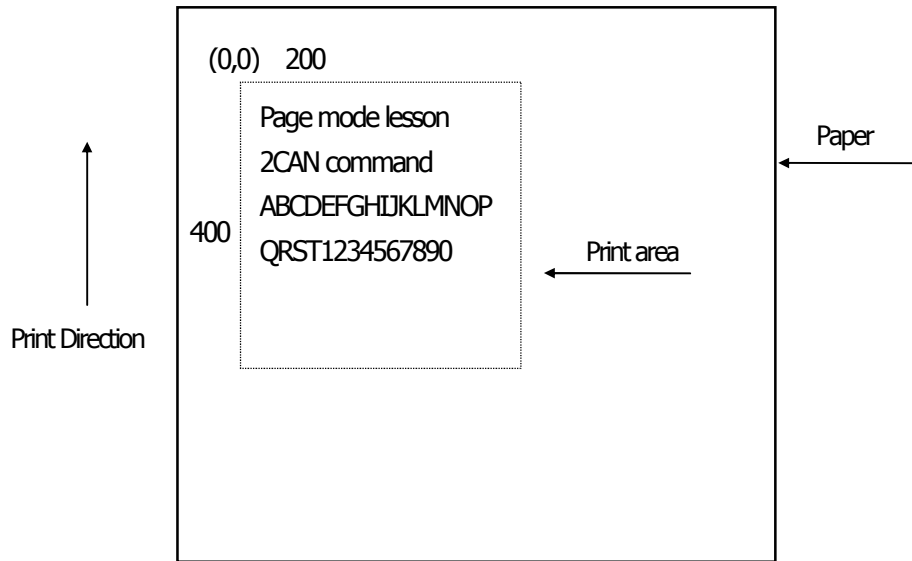 (0,0) 200
Page mode lesson
2CAN command
ABCDEFGHIJKLMNOP
QRST1234567890
400
Paper
Print area
Print Direction